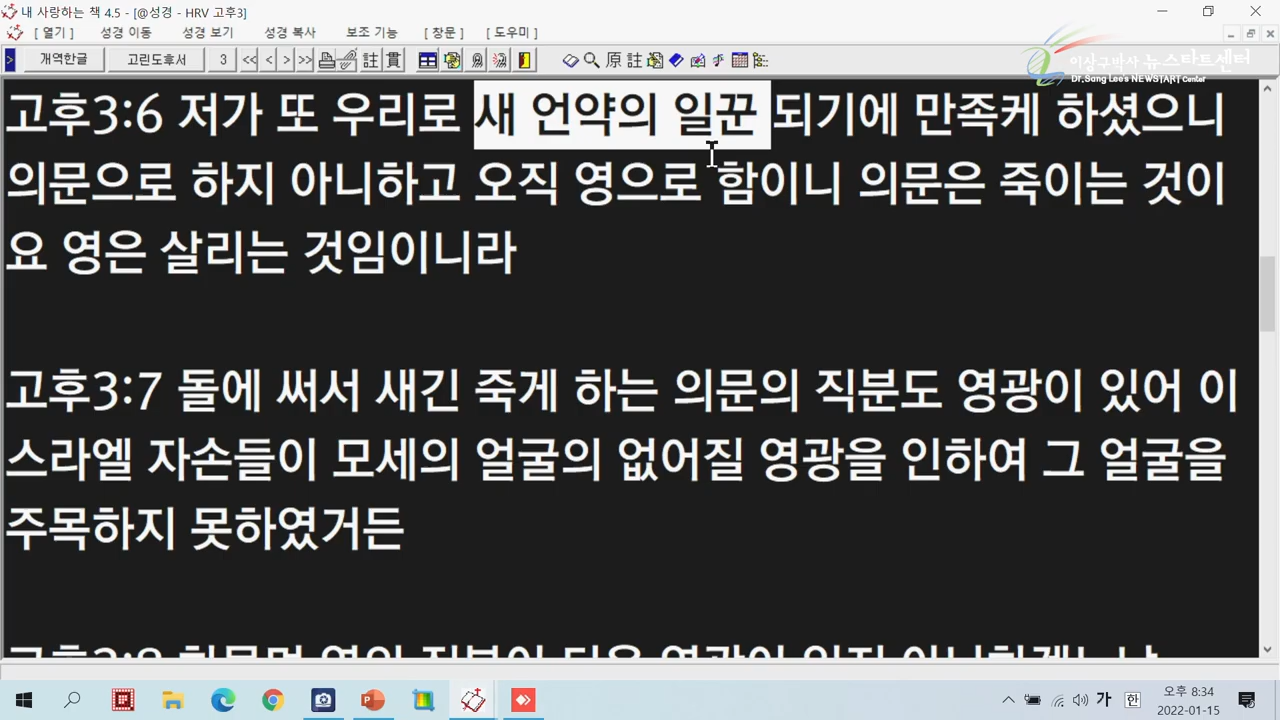 내 사랑하는 책 4.5 - [@성경 - HRV 고후3]
[ 열기 ] 성경 이동 성경 보기 성경 복사 보조 기능 [ 창문 ] [ 도우미 ]
개역한글 고린도후서 3 << < > >> 註 貫 原 註
이상구박사 뉴스타트센터
Dr.Sang Lee's NEWSTART Center
고후3:6 저가 또 우리로 새 언약의 일꾼 되기에 만족케 하셨으니
의문으로 하지 아니하고 오직 영으로 함이니 의문은 죽이는 것이
요 영은 살리는 것임이니라
고후3:7 돌에 써서 새긴 죽게 하는 의문의 직분도 영광이 있어 이
스라엘 자손들이 모세의 얼굴의 없어질 영광을 인하여 그 얼굴을
주목하지 못하였거든
가 한 오후 8:34
2022-01-15